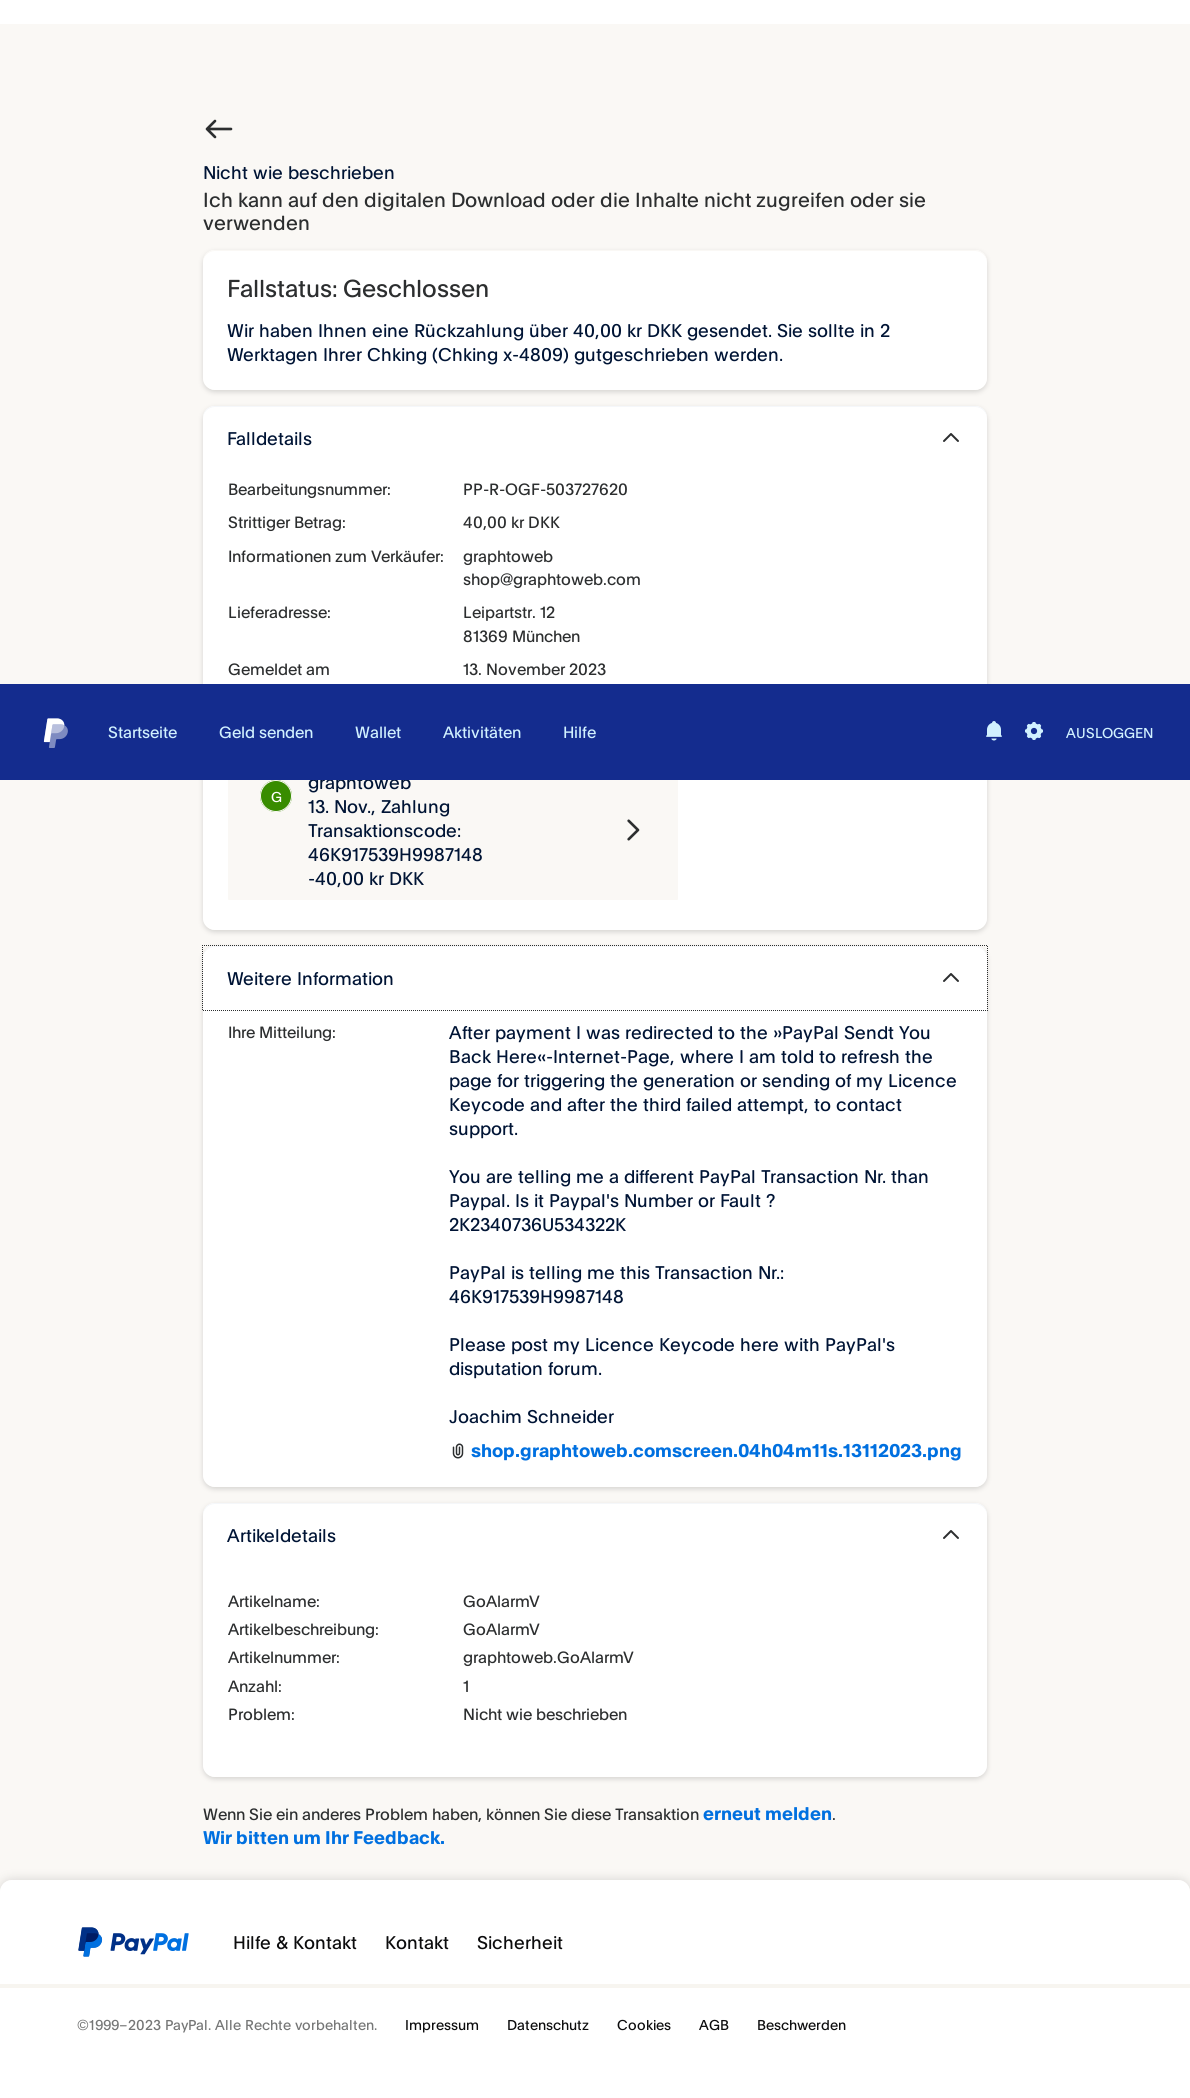 Nicht wie beschrieben
Ich kann auf den digitalen Download oder die Inhalte nicht zugreifen oder sie
verwenden
Fallstatus: Geschlossen
Wir haben Ihnen eine Rückzahlung über 40,00 kr DKK gesendet. Sie sollte in 2
Werktagen Ihrer Chking (Chking x-4809) gutgeschrieben werden.
Falldetails
Bearbeitungsnummer: PP-R-OGF-503727620
Strittiger Betrag: 40,00 kr DKK
Informationen zum Verkäufer: graphtoweb
shop@graphtoweb.com
Lieferadresse: Leipartstr. 12
81369 München
Gemeldet am 13. November 2023
Startseite Geld senden Wallet Aktivitäten Hilfe AUSLOGGEN
graphtoweb
G
13. Nov., Zahlung
Transaktionscode:
46K917539H9987148
-40,00 kr DKK
Weitere Information
Ihre Mitteilung: After payment I was redirected to the »PayPal Sendt You
Back Here«-Internet-Page, where I am told to refresh the
page for triggering the generation or sending of my Licence
Keycode and after the third failed attempt, to contact
support.
You are telling me a different PayPal Transaction Nr. than
Paypal. Is it Paypal's Number or Fault ?
2K2340736U534322K
PayPal is telling me this Transaction Nr.:
46K917539H9987148
Please post my Licence Keycode here with PayPal's
disputation forum.
Joachim Schneider
shop.graphtoweb.comscreen.04h04m11s.13112023.png
Artikeldetails
Artikelname: GoAlarmV
Artikelbeschreibung: GoAlarmV
Artikelnummer: graphtoweb.GoAlarmV
Anzahl: 1
Problem: Nicht wie beschrieben
Wenn Sie ein anderes Problem haben, können Sie diese Transaktion erneut melden.
Wir bitten um Ihr Feedback.
PayPal Hilfe & Kontakt Kontakt Sicherheit
©1999–2023 PayPal. Alle Rechte vorbehalten. Impressum Datenschutz Cookies AGB Beschwerden